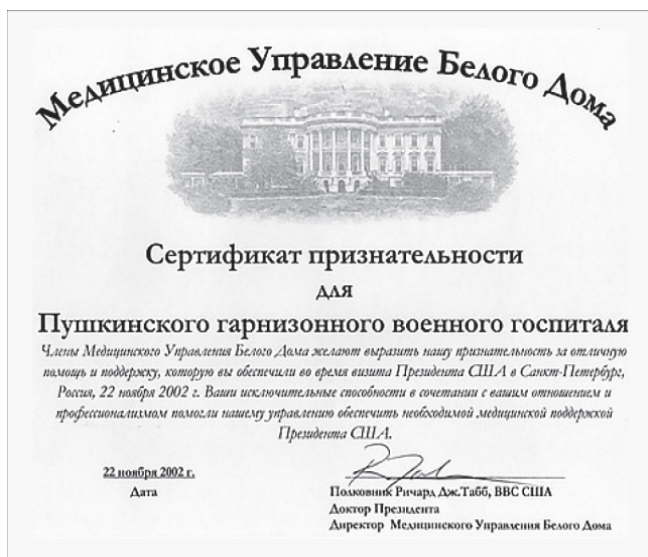 Медицинское Управление Белого Дома
Сертификат признательности
для
Пушкинского гарнизонного военного госпиталя
Члены Медицинского Управления Белого Дома желают выразить нашу признательность за отличную
помощь и поддержку, которую вы обеспечили во время визита Президента США в Санкт-Петербург,
Россия, 22 ноября 2002 г. Ваши исключительные способности в сочетании с вашим отношением и
профессионализмом помогли нашему управлению обеспечить необходимой медицинской поддержкой
Президента США.
22 ноября 2002 г.
Дата
Полковник Ричард Дж.Табб, ВВС США
Доктор Президента
Директор Медицинского Управления Белого Дома